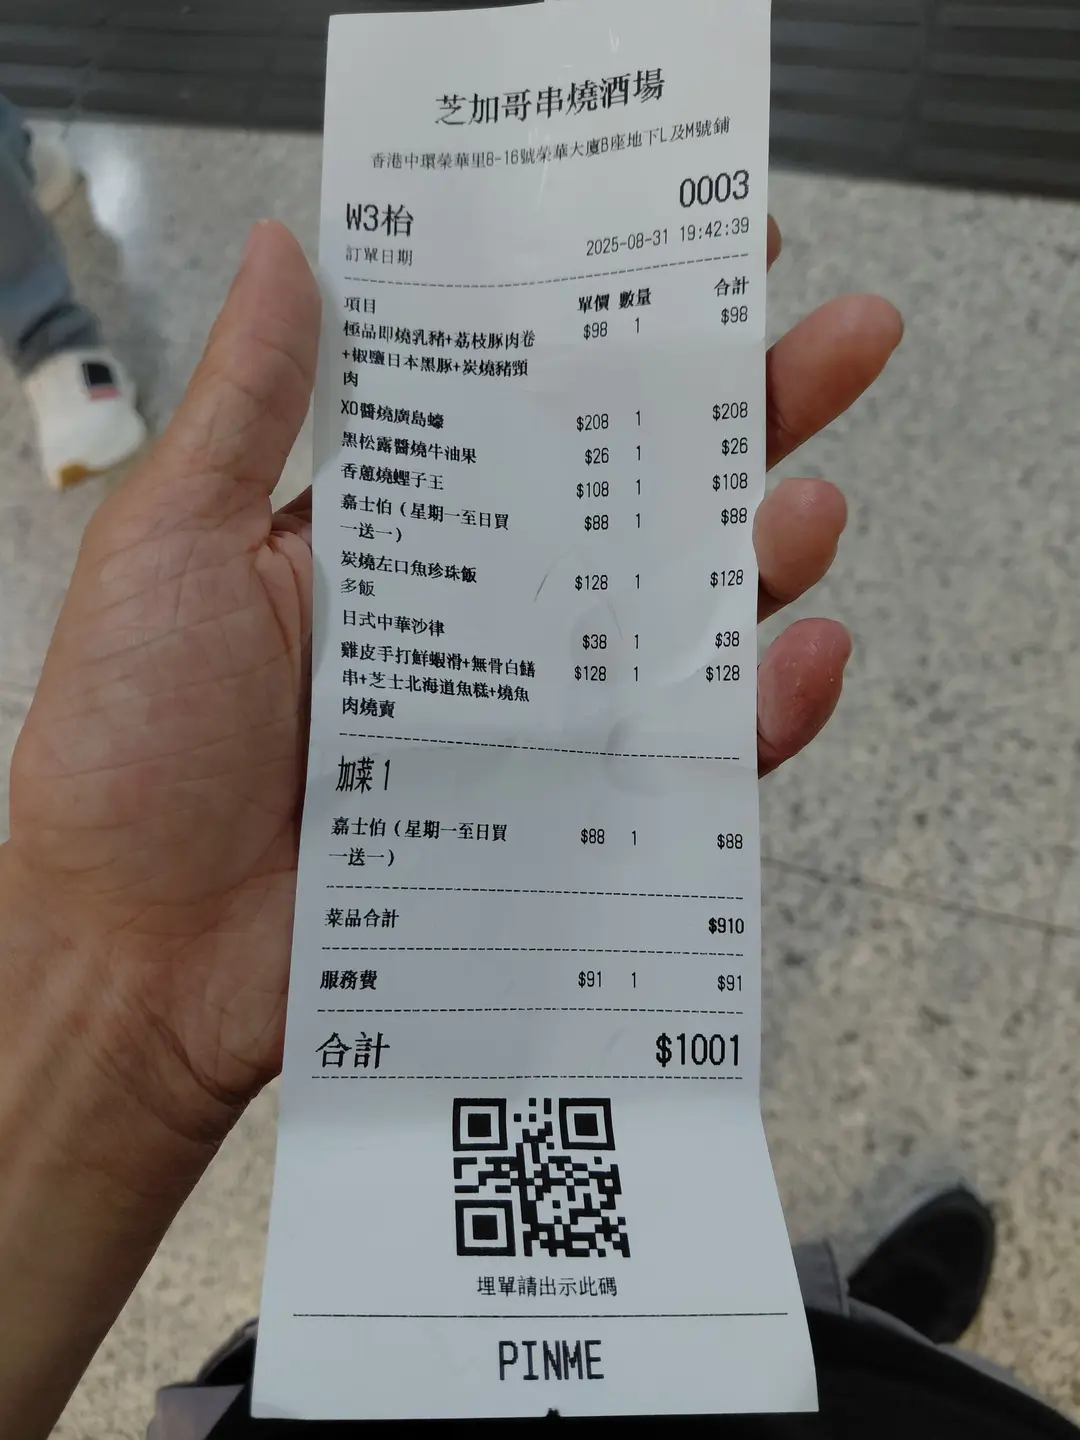 芝加哥串燒酒場
香港中環榮華里8-16號榮華大廈B座地下L及M號鋪
W3枱 0003
訂單日期 2025-08-31 19:42:39
項目 單價 數量 合計
極品即燒乳豬+荔枝豚肉卷 $98 1 $98
+椒鹽日本黑豚+炭燒豬頸
肉
XO醬燒廣島蠔 $208 1 $208
黑松露醬燒牛油果 $26 1 $26
香蔥燒蟶子王 $108 1 $108
嘉士伯（星期一至日買 $88 1 $88
一送一）
炭燒左口魚珍珠飯 $128 1 $128
多飯
日式中華沙律 $38 1 $38
雞皮手打鮮蝦滑+無骨白鱔 $128 1 $128
串+芝士北海道魚糕+燒魚
肉燒賣
加菜 1
嘉士伯（星期一至日買 $88 1 $88
一送一）
菜品合計 $910
服務費 $91 1 $91
合計 $1001
埋單請出示此碼
PINME